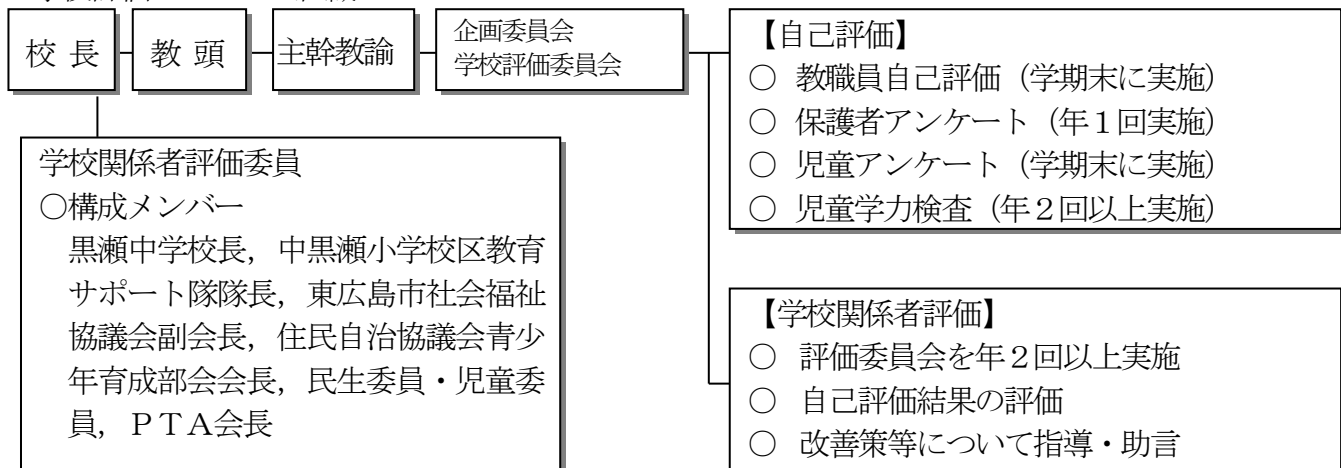 校 長
教 頭
主幹教諭
企画委員会
学校評価委員会
【自己評価】
○ 教職員自己評価（学期末に実施）
○ 保護者アンケート（年１回実施）
○ 児童アンケート（学期末に実施）
○ 児童学力検査（年２回以上実施）
学校関係者評価委員
○構成メンバー
黒瀬中学校長，中黒瀬小学校区教育
サポート隊隊長，東広島市社会福祉
協議会副会長，住民自治協議会青少
年育成部会会長，民生委員・児童委
員，ＰＴＡ会長
【学校関係者評価】
○ 評価委員会を年２回以上実施
○ 自己評価結果の評価
○ 改善策等について指導・助言